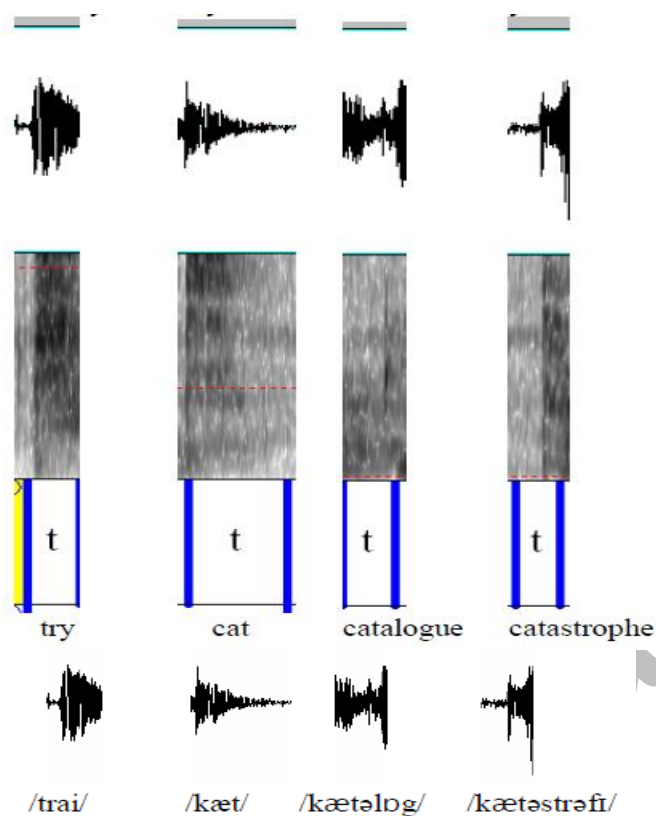 t t t t
try cat catalogue catastrophe
/trai/ /kæt/ /kætəlɒg/ /kætəstrəfɪ/